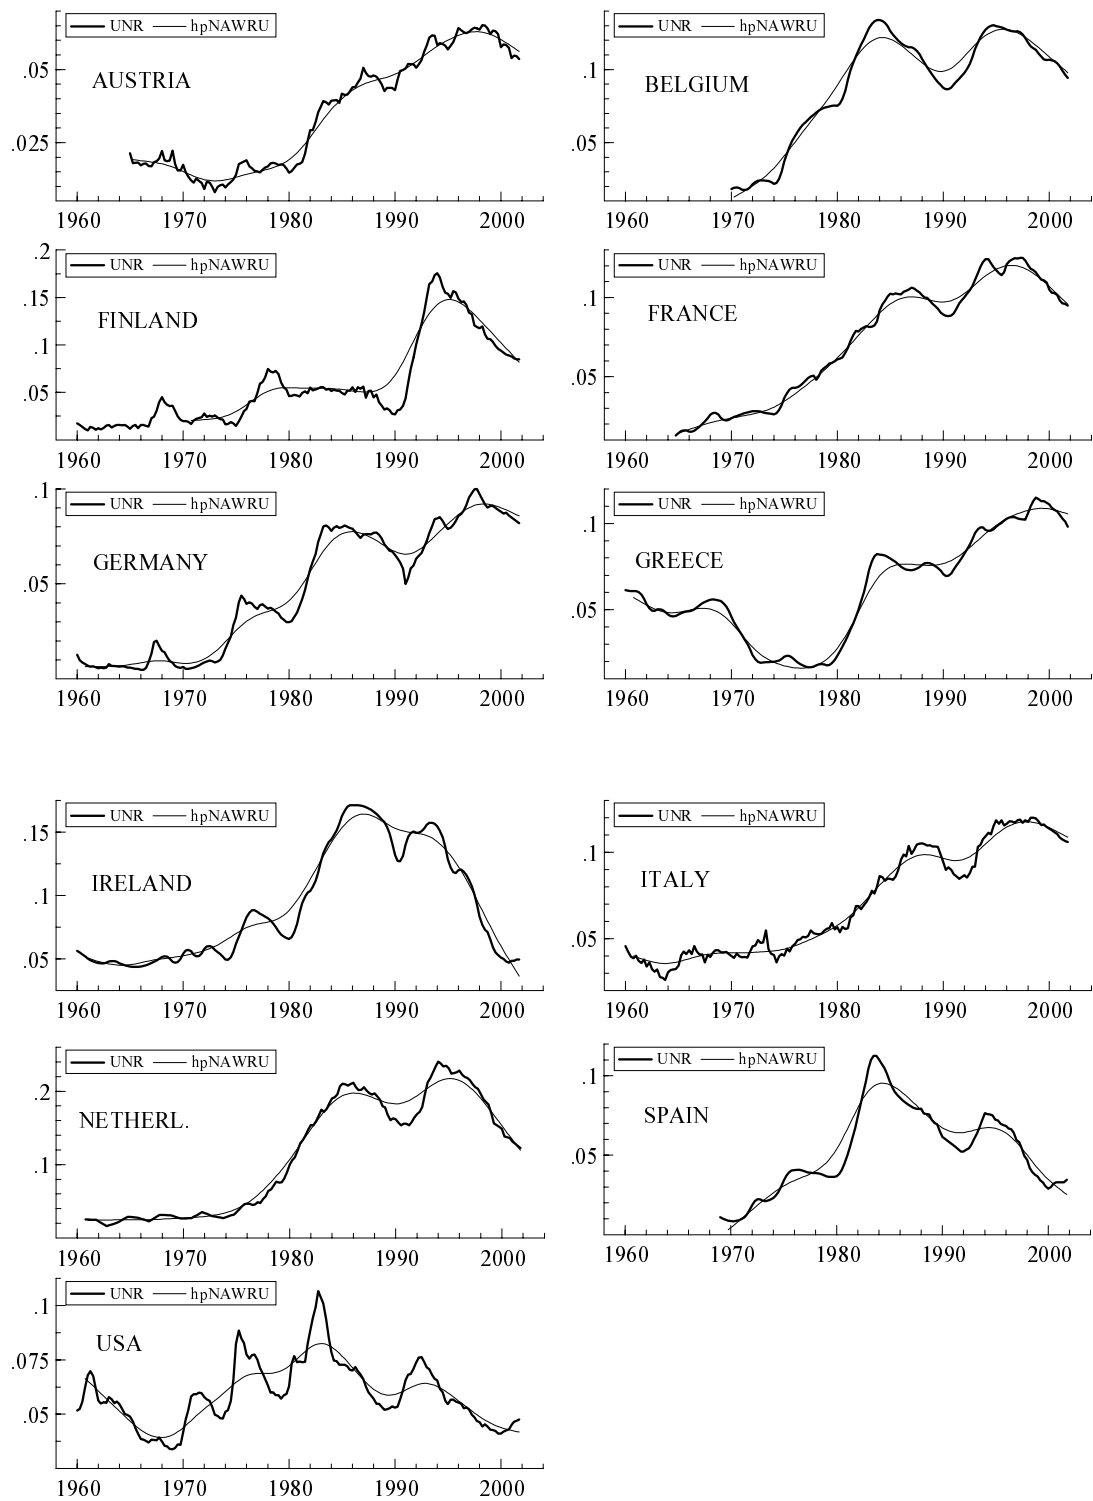 UNR hpNAWRU
AUSTRIA
.05
.025
1960 1970 1980 1990 2000
UNR hpNAWRU
BELGIUM
.1
.05
1960 1970 1980 1990 2000
UNR hpNAWRU
FINLAND
.2
.15
.1
.05
1960 1970 1980 1990 2000
UNR hpNAWRU
FRANCE
.1
.05
1960 1970 1980 1990 2000
UNR hpNAWRU
GERMANY
.1
.05
1960 1970 1980 1990 2000
UNR hpNAWRU
GREECE
.1
.05
1960 1970 1980 1990 2000
UNR hpNAWRU
IRELAND
.15
.1
.05
1960 1970 1980 1990 2000
UNR hpNAWRU
ITALY
.1
.05
1960 1970 1980 1990 2000
UNR hpNAWRU
NETHERL.
.2
.1
1960 1970 1980 1990 2000
UNR hpNAWRU
SPAIN
.1
.05
1960 1970 1980 1990 2000
UNR hpNAWRU
USA
.1
.075
.05
1960 1970 1980 1990 2000